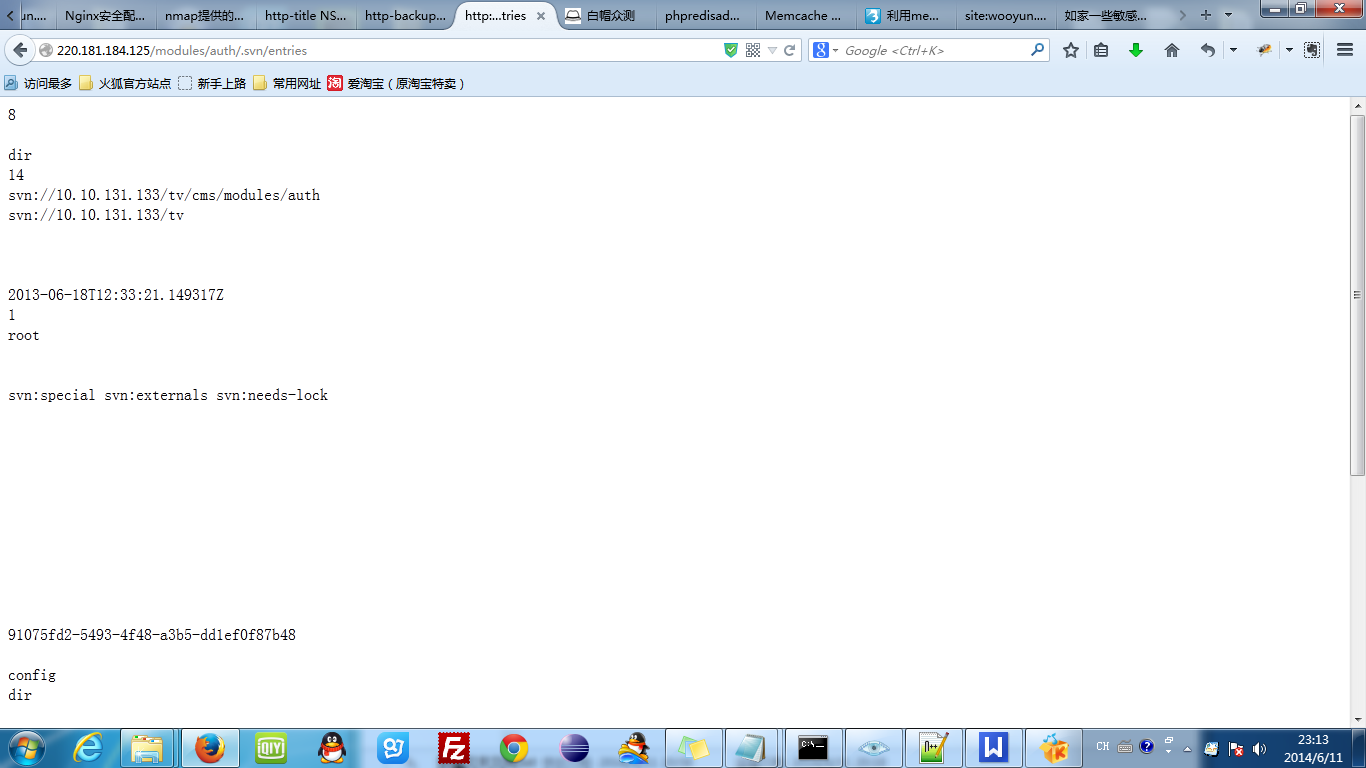 un....
Nginx安全配...
nmap提供的...
http-title NS...
http-backup...
http:...tries
白帽众测
phpredisad...
Memcache ...
利用me...
site:wooyun....
如家一些敏感...
220.181.184.125/modules/auth/.svn/entries
Google <Ctrl+K>
访问最多
火狐官方站点
新手上路
常用网址
淘
爱淘宝（原淘宝特卖）
8
dir
14
svn://10.10.131.133/tv/cms/modules/auth
svn://10.10.131.133/tv
2013-06-18T12:33:21.149317Z
1
root
svn:special svn:externals svn:needs-lock
91075fd2-5493-4f48-a3b5-dd1ef0f87b48
config
dir
QIY
CH
23:13
2014/6/11